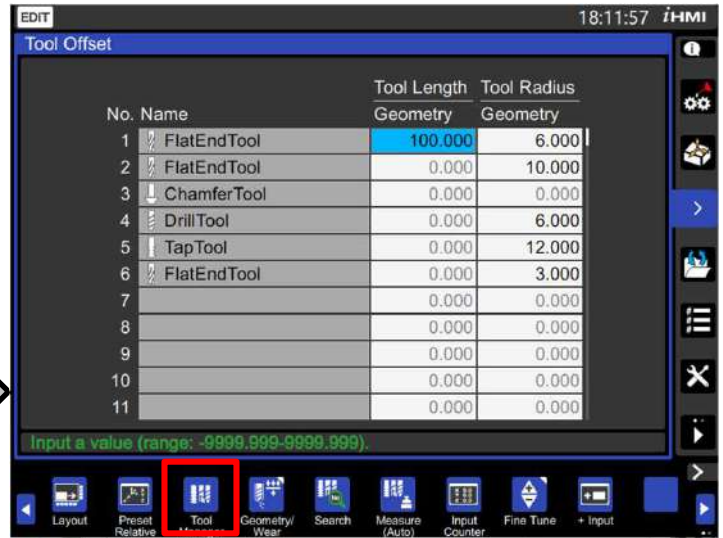 EDIT 18:11:57 iHMI
Tool Offset
Tool Length Tool Radius
No. Name Geometry Geometry
1 FlatEndTool 100.000 6.000
2 FlatEndTool 0.000 10.000
3 ChamferTool 0.000 0.000
4 DrillTool 0.000 6.000
5 TapTool 0.000 12.000
6 FlatEndTool 0.000 3.000
7 0.000 0.000
8 0.000 0.000
9 0.000 0.000
10 0.000 0.000
11 0.000 0.000
Input a value (range: -9999.999-9999.999).
Layout Preset Tool Geometry/ Search Measure Input Fine Tune + Input
Relative Manager Wear (Auto) Counter